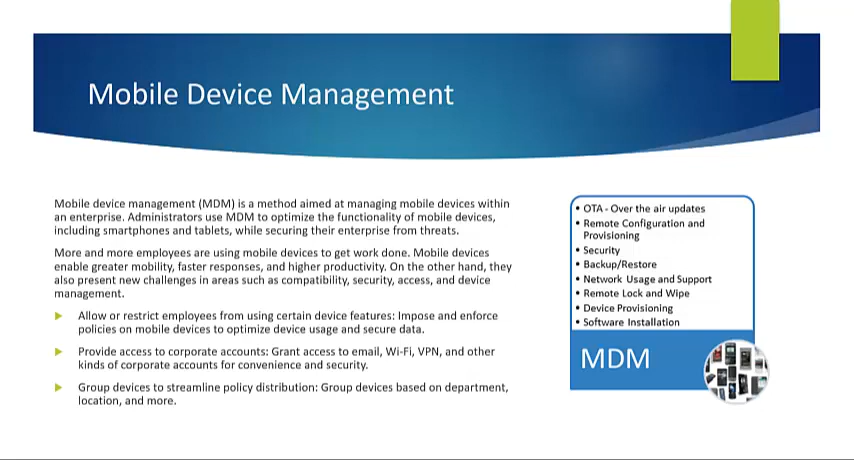 Mobile Device Management
Mobile device management (MDM) is a method aimed at managing mobile devices within
an enterprise. Administrators use MDM to optimize the functionality of mobile devices,
including smartphones and tablets, while securing their enterprise from threats.
More and more employees are using mobile devices to get work done. Mobile devices
enable greater mobility, faster responses, and higher productivity. On the other hand, they
also present new challenges in areas such as compatibility, security, access, and device
management.
Allow or restrict employees from using certain device features: Impose and enforce
policies on mobile devices to optimize device usage and secure data.
Provide access to corporate accounts: Grant access to email, Wi-Fi, VPN, and other
kinds of corporate accounts for convenience and security.
Group devices to streamline policy distribution: Group devices based on department,
location, and more.
• OTA - Over the air updates
• Remote Configuration and
Provisioning
• Security
• Backup/Restore
• Network Usage and Support
• Remote Lock and Wipe
• Device Provisioning
• Software Installation
MDM